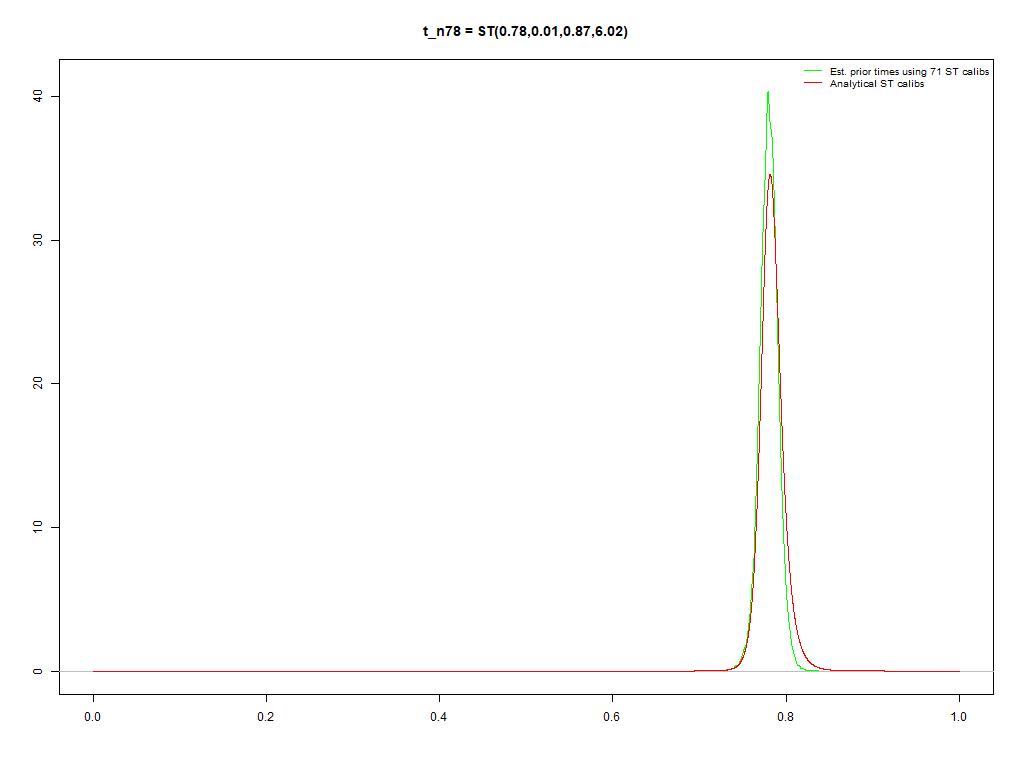 t_n78 = ST(0.78,0.01,0.87,6.02)
Est. prior times using 71 ST calibs
Analytical ST calibs
40
30
20
10
0
0.0 0.2 0.4 0.6 0.8 1.0